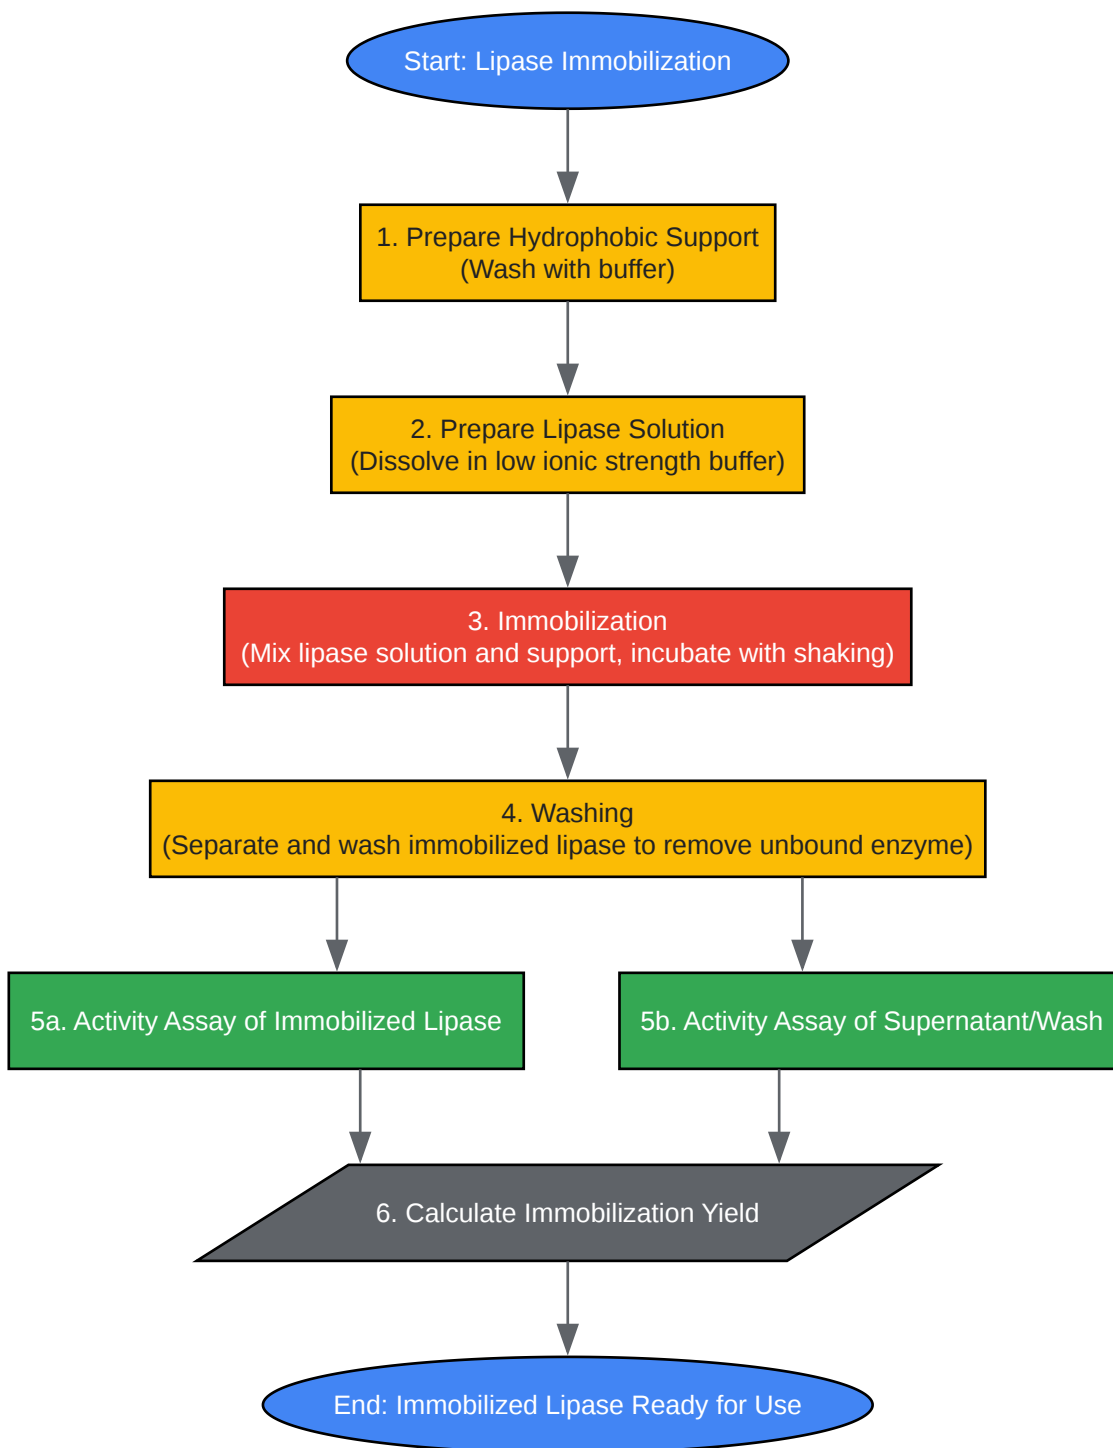 Start: Lipase Immobilization
1. Prepare Hydrophobic Support
(Wash with buffer)
2. Prepare Lipase Solution
(Dissolve in low ionic strength buffer)
3. Immobilization
(Mix lipase solution and support, incubate with shaking)
4. Washing
(Separate and wash immobilized lipase to remove unbound enzyme)
5a. Activity Assay of Immobilized Lipase
5b. Activity Assay of Supernatant/Wash
6. Calculate Immobilization Yield
End: Immobilized Lipase Ready for Use